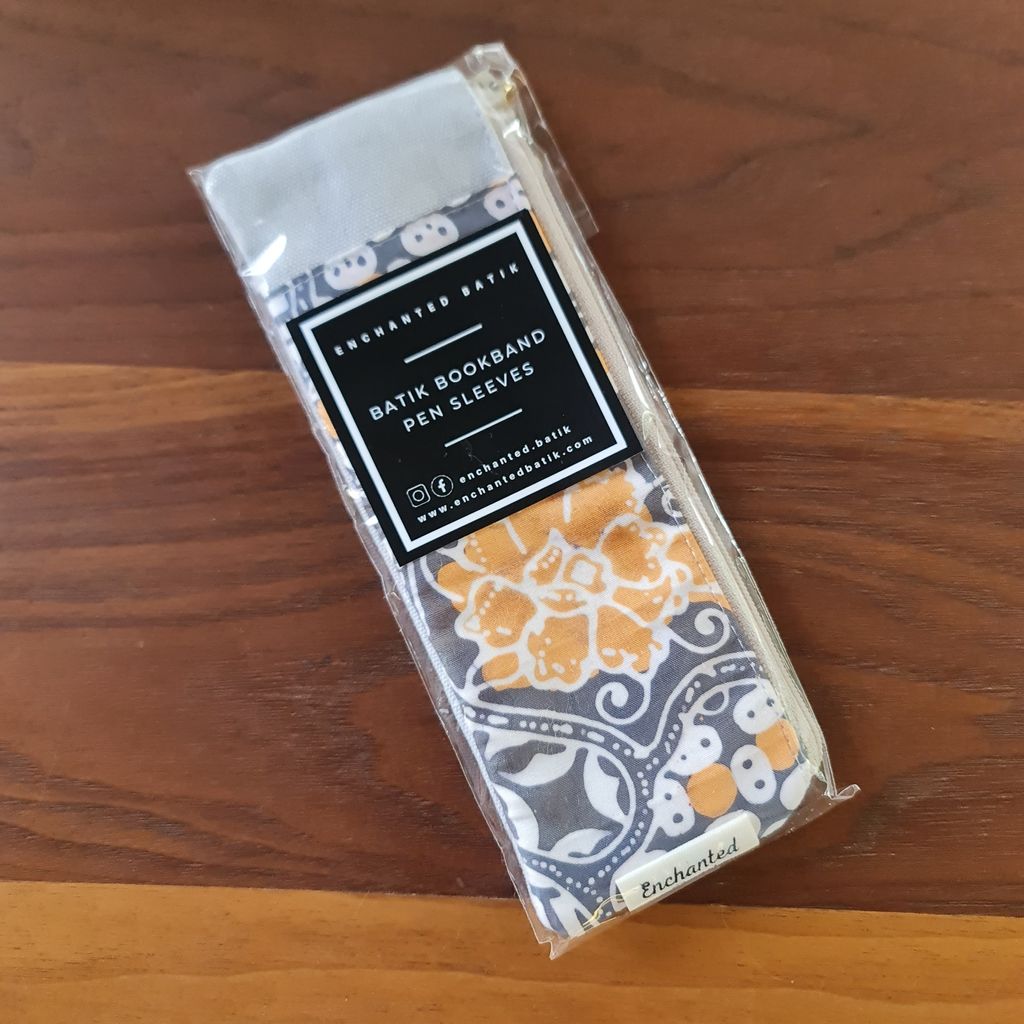 ENCHANTED BATIK
BATIK BOOKBAND
PEN SLEEVES
enchanted.batik
www.enchantedbatik.com
Enchanted